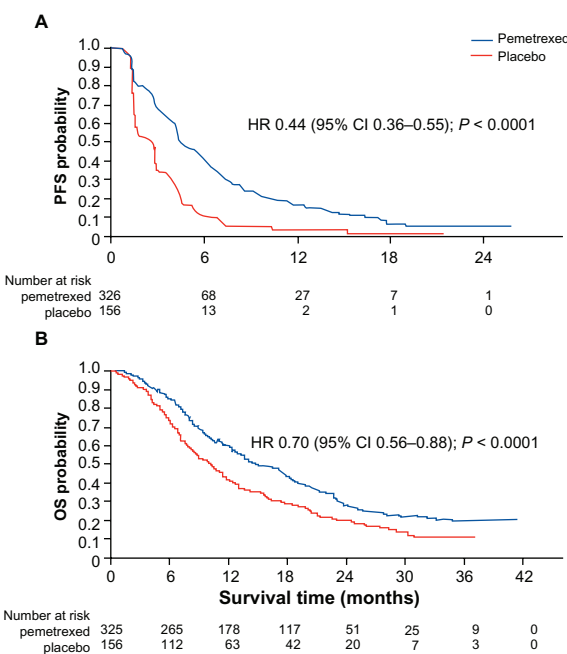 A
Pemetrexed
Placebo
HR 0.44 (95% CI 0.36–0.55); P < 0.0001
PFS probability
1.0
0.9
0.8
0.7
0.6
0.5
0.4
0.3
0.2
0.1
0
0 6 12 18 24
Number at risk
pemetrexed 326 68 27 7 1
placebo 156 13 2 1 0
B
HR 0.70 (95% CI 0.56–0.88); P < 0.0001
OS probability
1.0
0.9
0.8
0.7
0.6
0.5
0.4
0.3
0.2
0.1
0
0 6 12 18 24 30 36 42
Survival time (months)
Number at risk
pemetrexed 325 265 178 117 51 25 9 0
placebo 156 112 63 42 20 7 3 0